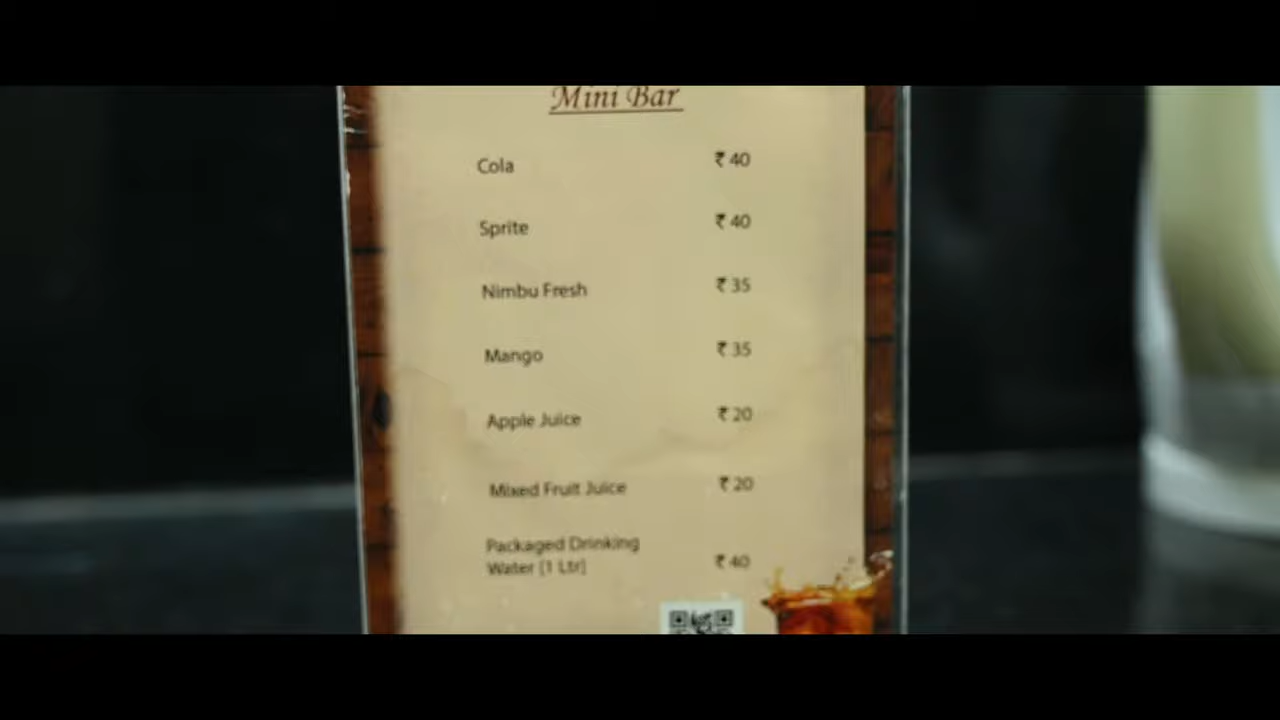 Mini Bar
Cola ₹ 40
Sprite ₹ 40
Nimbu Fresh ₹ 35
Mango ₹ 35
Apple Juice ₹ 20
Mixed Fruit Juice ₹ 20
Packaged Drinking
Water [1 Ltr] ₹ 40